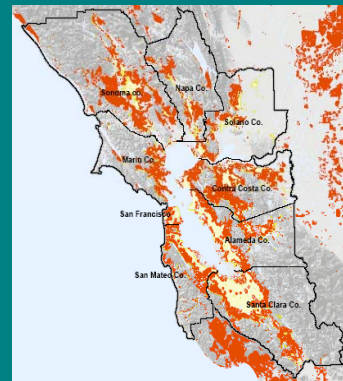 Sonoma co.
Napa Co.
Solano Co.
Marin Co.
Contra Costa Co.
San Francisco
Alameda Co.
San Mateo Co.
Santa Clara Co.